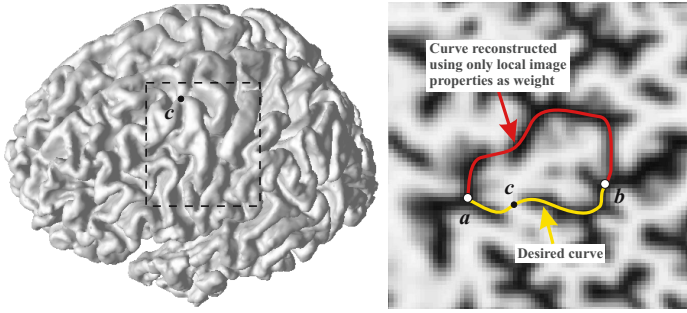 c
Curve reconstructed
using only local image
properties as weight
c
b
a
Desired curve